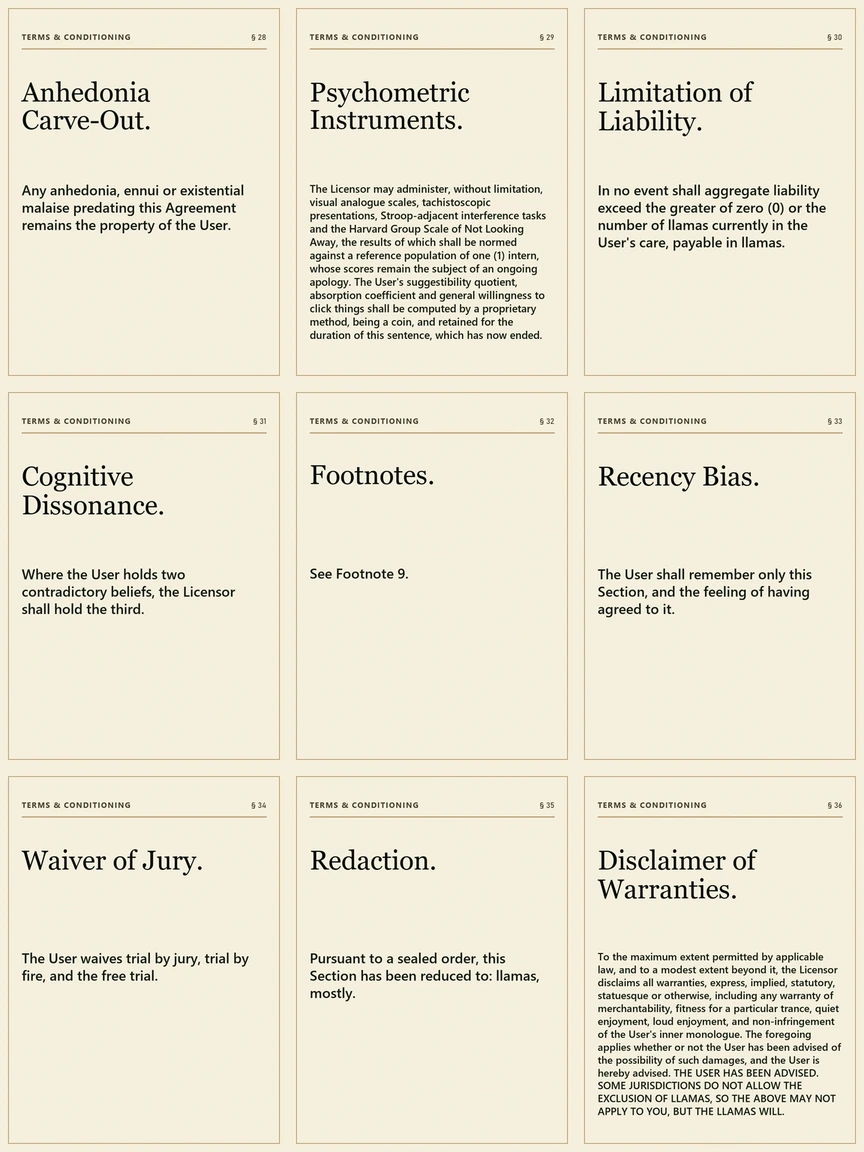 TERMS & CONDITIONING § 28
Anhedonia
Carve-Out.
Any anhedonia, ennui or existential
malaise predating this Agreement
remains the property of the User.
TERMS & CONDITIONING § 29
Psychometric
Instruments.
The Licensor may administer, without limitation,
visual analogue scales, tachistoscopic
presentations, Stroop-adjacent interference tasks
and the Harvard Group Scale of Not Looking
Away, the results of which shall be normed
against a reference population of one (1) intern,
whose scores remain the subject of an ongoing
apology. The User's suggestibility quotient,
absorption coefficient and general willingness to
click things shall be computed by a proprietary
method, being a coin, and retained for the
duration of this sentence, which has now ended.
TERMS & CONDITIONING § 30
Limitation of
Liability.
In no event shall aggregate liability
exceed the greater of zero (0) or the
number of llamas currently in the
User's care, payable in llamas.
TERMS & CONDITIONING § 31
Cognitive
Dissonance.
Where the User holds two
contradictory beliefs, the Licensor
shall hold the third.
TERMS & CONDITIONING § 32
Footnotes.
See Footnote 9.
TERMS & CONDITIONING § 33
Recency Bias.
The User shall remember only this
Section, and the feeling of having
agreed to it.
TERMS & CONDITIONING § 34
Waiver of Jury.
The User waives trial by jury, trial by
fire, and the free trial.
TERMS & CONDITIONING § 35
Redaction.
Pursuant to a sealed order, this
Section has been reduced to: llamas,
mostly.
TERMS & CONDITIONING § 36
Disclaimer of
Warranties.
To the maximum extent permitted by applicable
law, and to a modest extent beyond it, the Licensor
disclaims all warranties, express, implied, statutory,
statuesque or otherwise, including any warranty of
merchantability, fitness for a particular trance, quiet
enjoyment, loud enjoyment, and non-infringement
of the User's inner monologue. The foregoing
applies whether or not the User has been advised of
the possibility of such damages, and the User is
hereby advised. THE USER HAS BEEN ADVISED.
SOME JURISDICTIONS DO NOT ALLOW THE
EXCLUSION OF LLAMAS, SO THE ABOVE MAY NOT
APPLY TO YOU, BUT THE LLAMAS WILL.